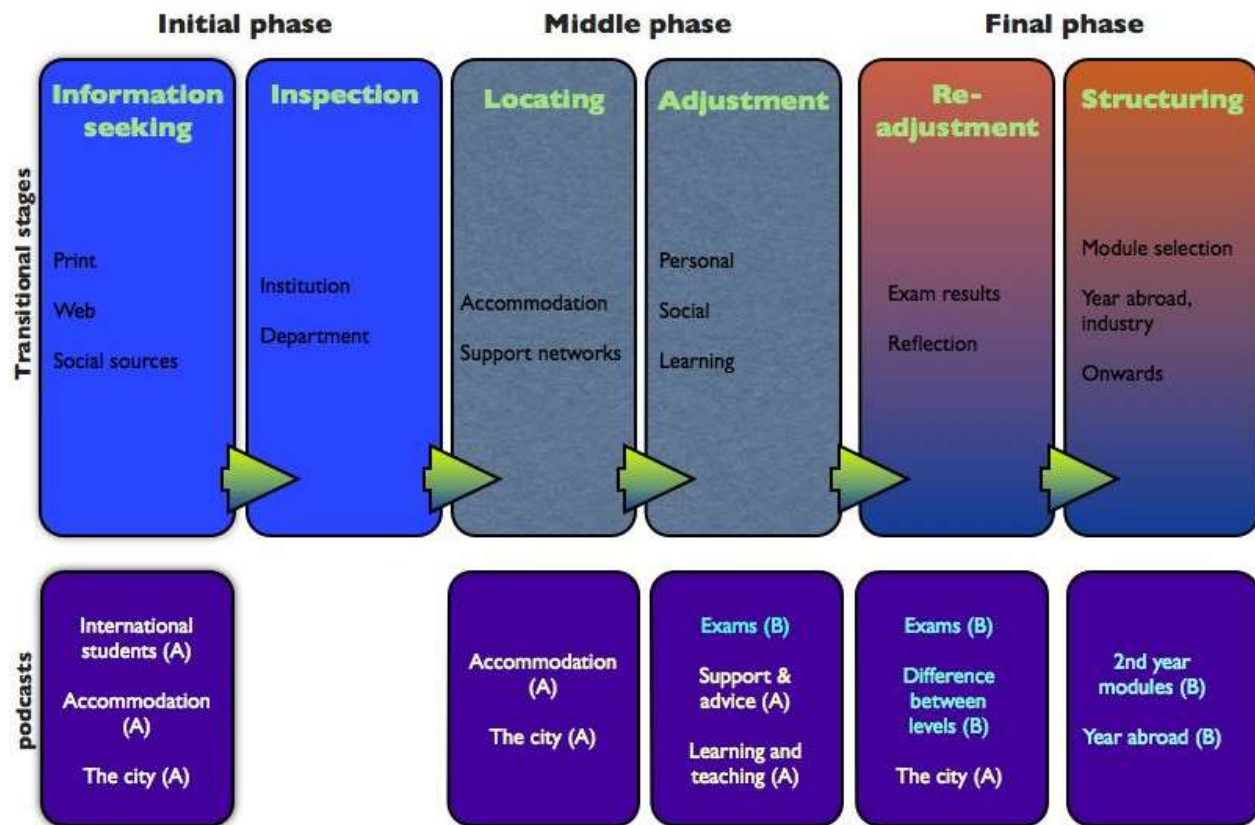 Initial phase
Middle phase
Final phase
Transitional stages
Information
seeking
Print
Web
Social sources
Inspection
Institution
Department
Locating
Accommodation
Support networks
Adjustment
Personal
Social
Learning
Re-
adjustment
Exam results
Reflection
Structuring
Module selection
Year abroad,
industry
Onwards
podcasts
International
students (A)
Accommodation
(A)
The city (A)
Accommodation
(A)
The city (A)
Exams (B)
Support &
advice (A)
Learning and
teaching (A)
Exams (B)
Difference
between
levels (B)
The city (A)
2nd year
modules (B)
Year abroad (B)